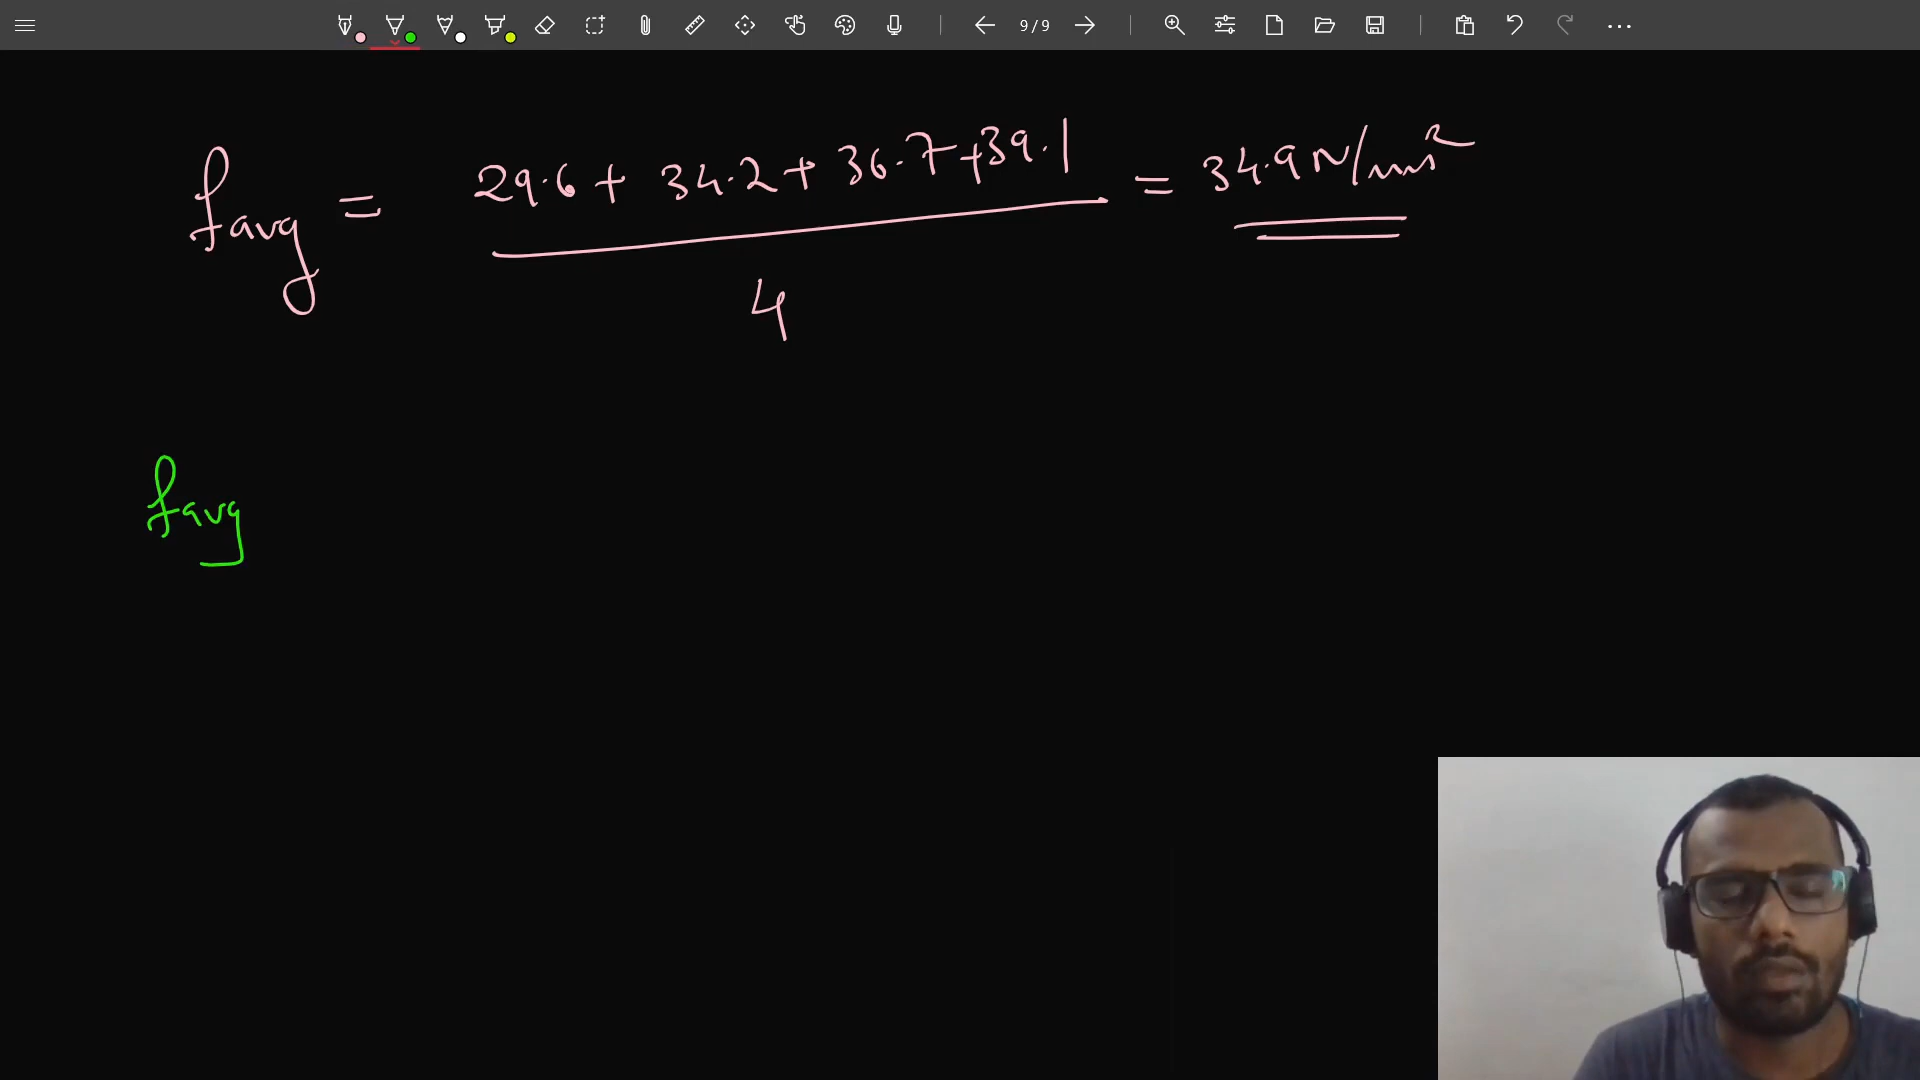 9/9
favg = 29.6 + 34.2 + 36.7 + 39.1 = 34.9 N/mm²
4
favg